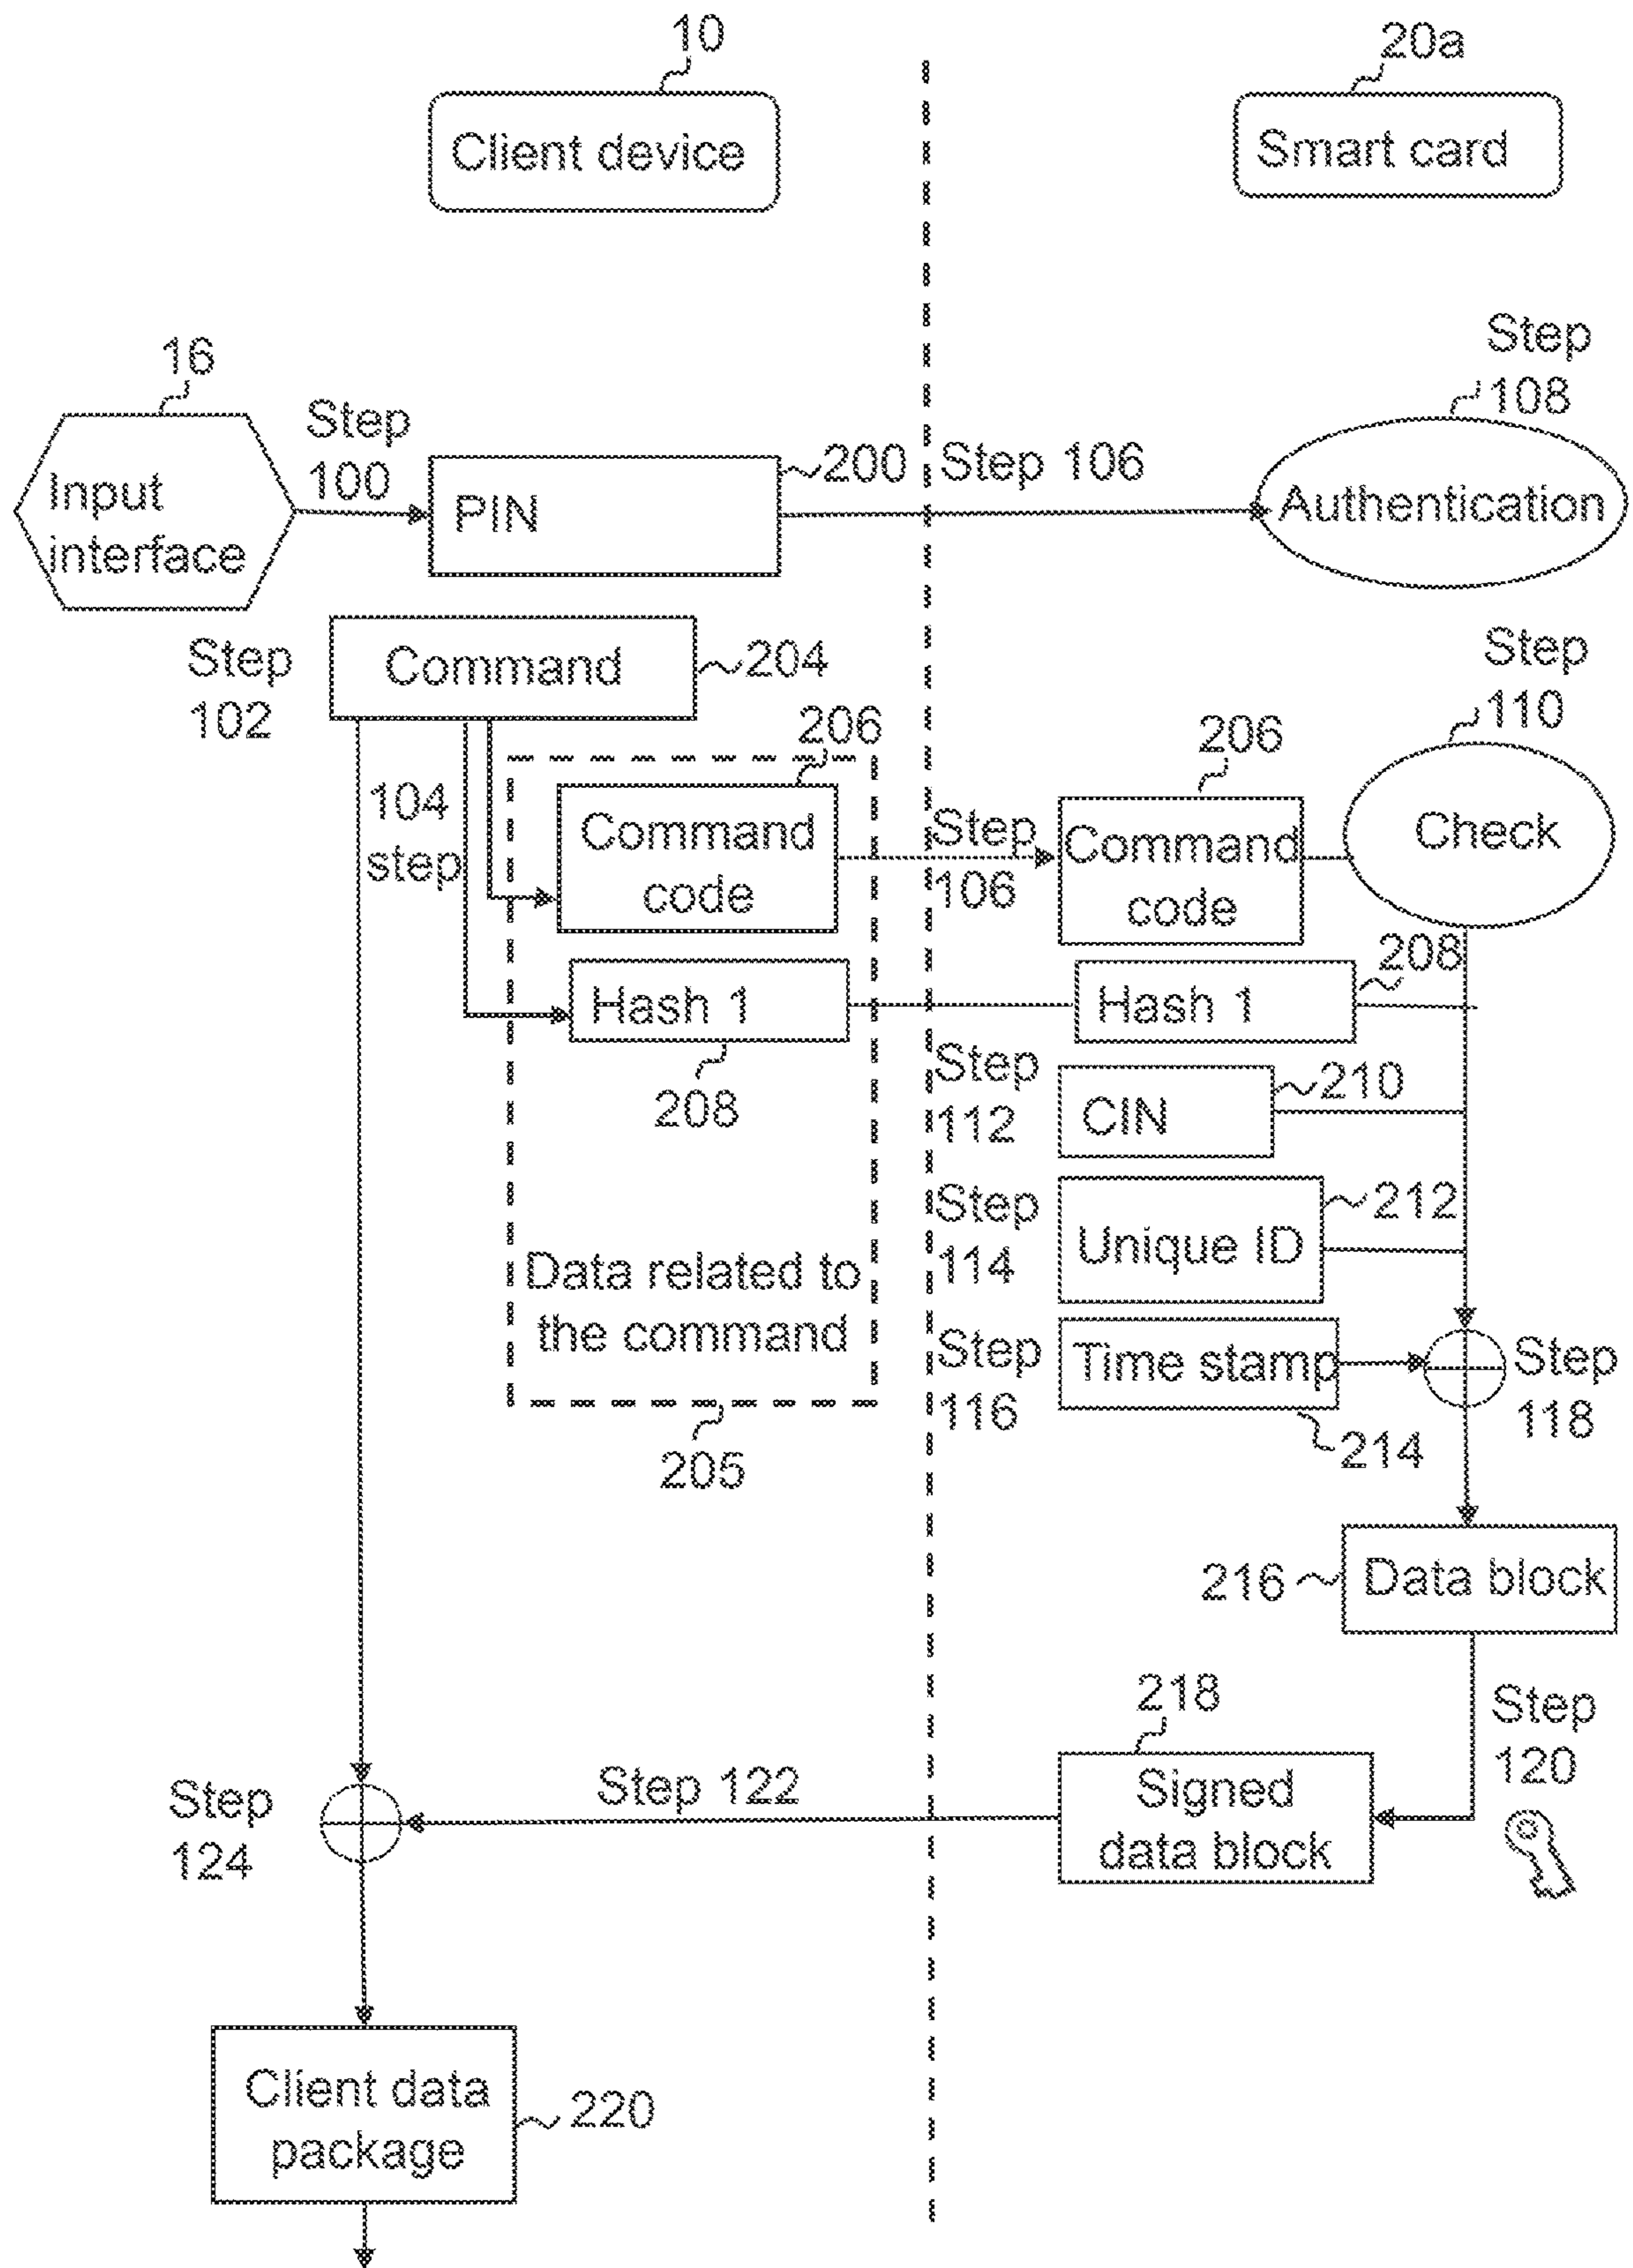 10
20a
Client device
Smart card
16
Step
100
Input
interface
PIN
200
Step 106
Step
108
Authentication
Step
102
Command
204
Step
110
206
206
104
step
Command
code
Step
106
Command
code
Check
Hash 1
208
Hash 1
208
Step
112
CIN
210
Step
114
Unique ID
212
Data related to
the command
205
Step
116
Time stamp
214
Step
118
216
Data block
218
Step
120
Step
124
Step 122
Signed
data block
Client data
package
220